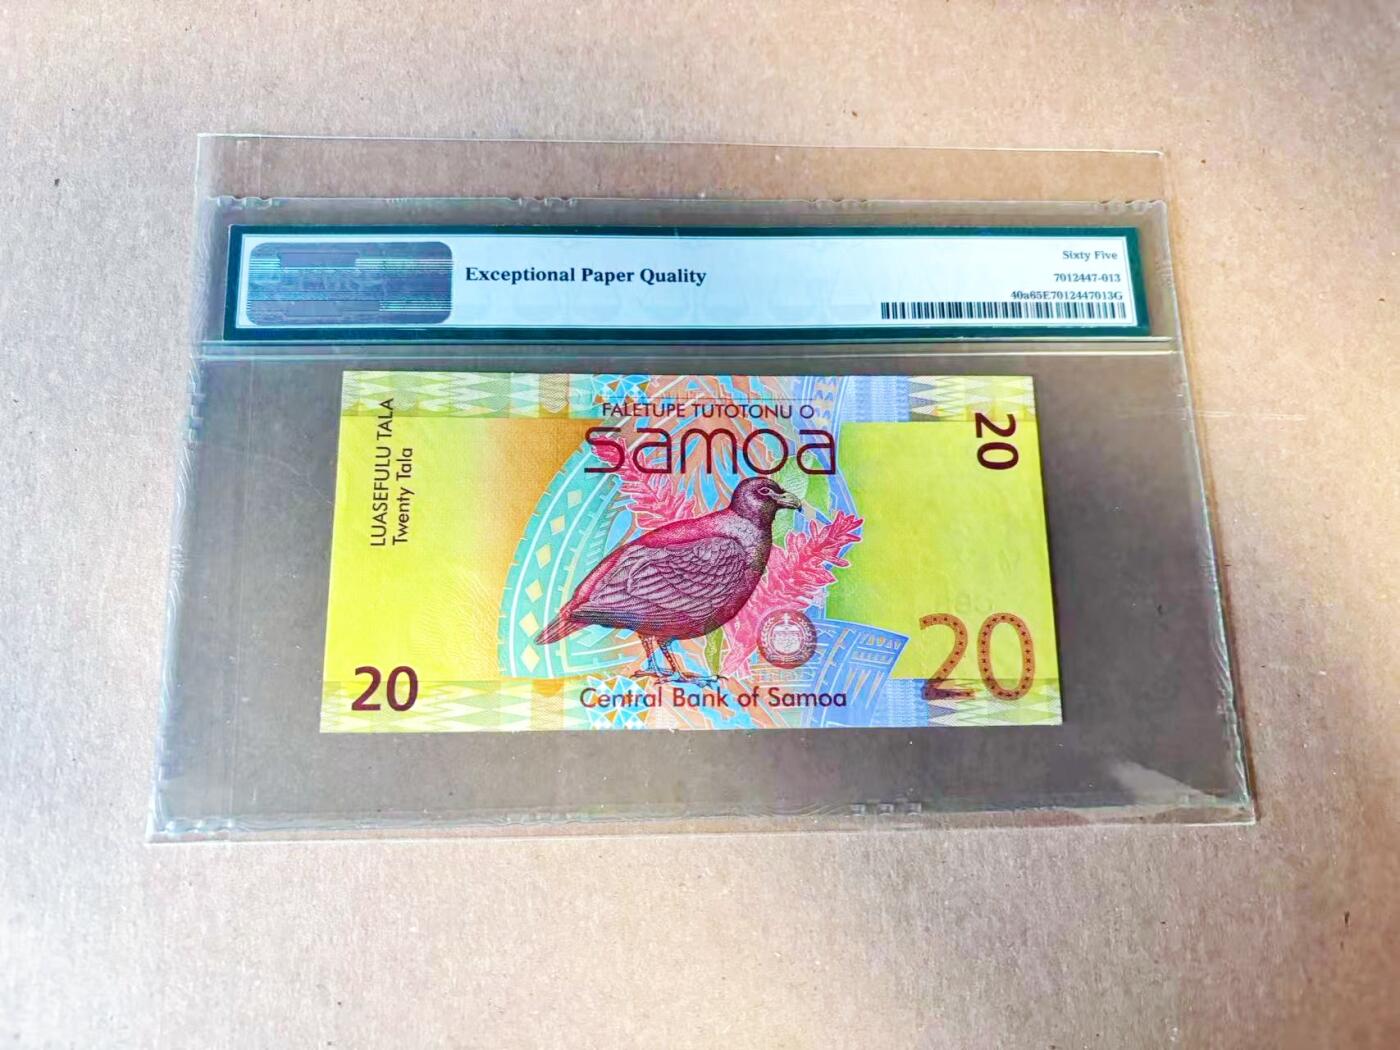 Exceptional Paper Quality
Sixty Five
7012447-013
40a65E7012447013G
LUASEFULU TALA
Twenty Tala
FALETUPE TUTOTONU O
samoa
20
20
20
Central Bank of Samoa